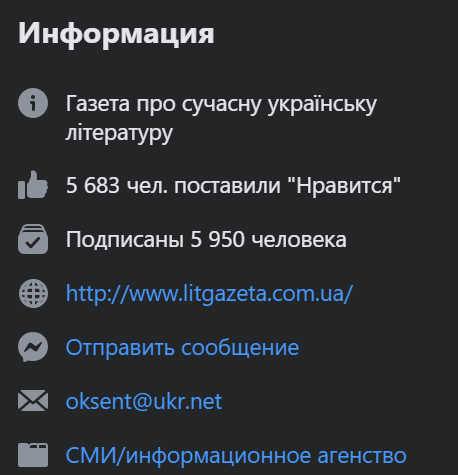 Информация
Газета про сучасну українську
літературу
5 683 чел. поставили "Нравится"
Подписаны 5 950 человека
http://www.litgazeta.com.ua/
Отправить сообщение
oksent@ukr.net
СМИ/информационное агенство